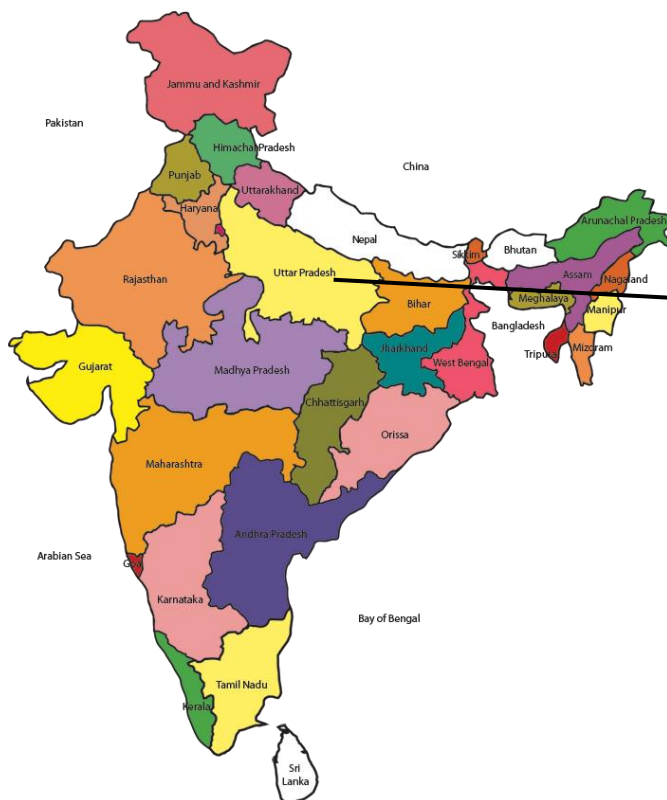 Jammu and Kashmir
Pakistan
Himachal Pradesh
China
Punjab
Uttarakhand
Haryana
Arunachal Pradesh
Nepal
Sikkim
Bhutan
Uttar Pradesh
Assam
Rajasthan
Nagaland
Bihar
Meghalaya
Manipur
Bangladesh
Jharkhand
Mizoram
Tripura
Gujarat
Madhya Pradesh
West Bengal
Chhattisgarh
Orissa
Maharashtra
Andhra Pradesh
Arabian Sea
Goa
Karnataka
Bay of Bengal
Tamil Nadu
Kerala
Sri
Lanka